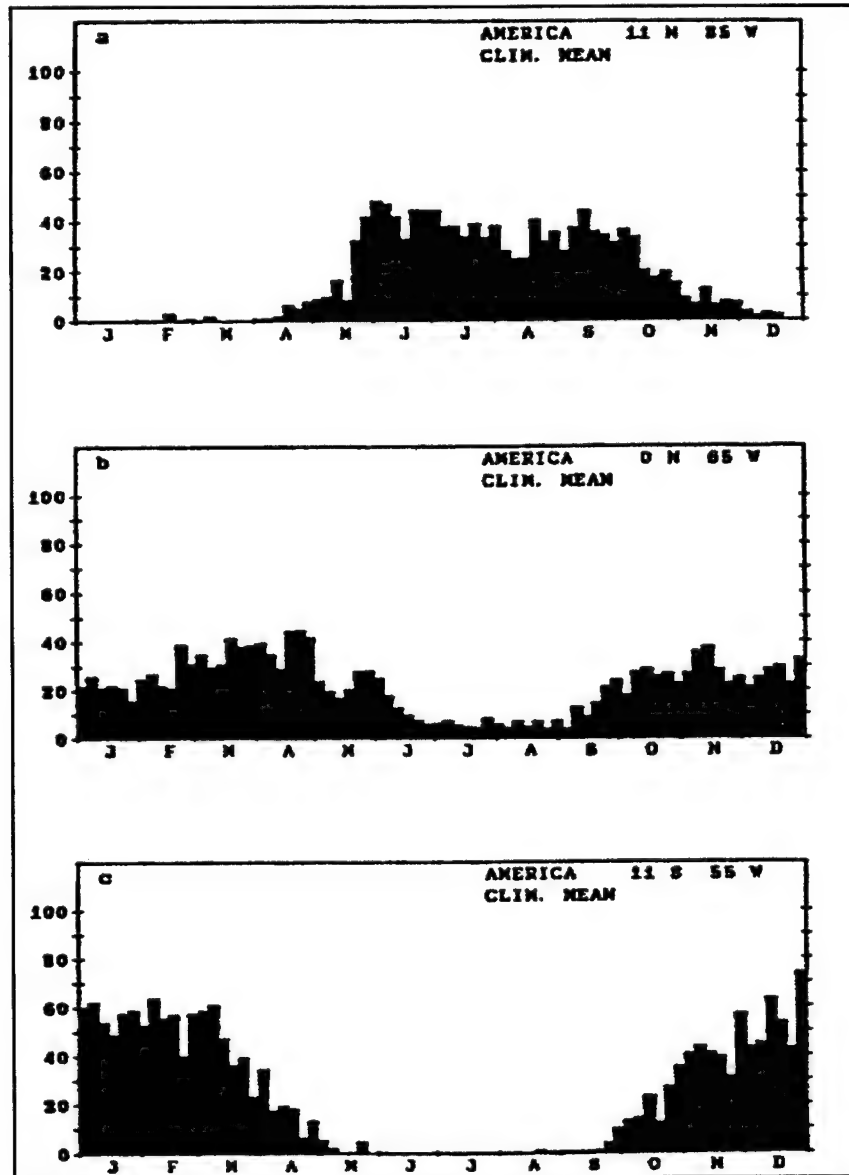 a
AMERICA 11 N 85 W
CLIM. MEAN
100
80
60
40
20
0
J F M A M J J A S O N D
b
AMERICA 0 N 65 W
CLIM. MEAN
100
80
60
40
20
0
J F M A M J J A S O N D
c
AMERICA 11 S 55 W
CLIM. MEAN
100
80
60
40
20
0
J F M A M J J A S O N D